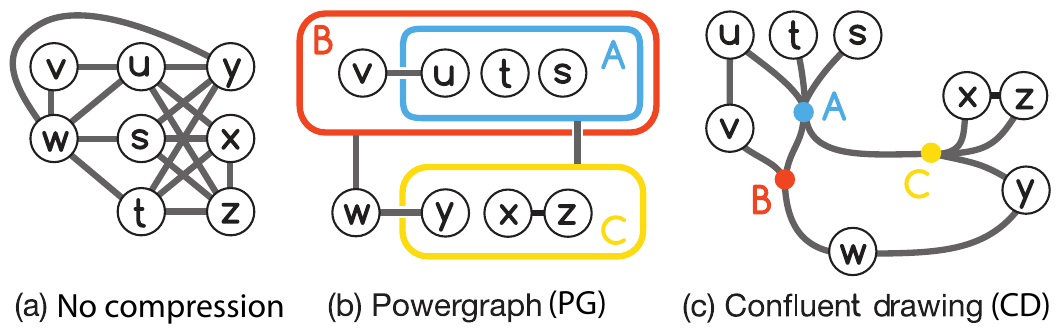 v u y
w s x
t z
(a) No compression
B
A
v u t s
w y x z
C
(b) Powergraph (PG)
u t s
x z
A
v
C
B
y
w
(c) Confluent drawing (CD)